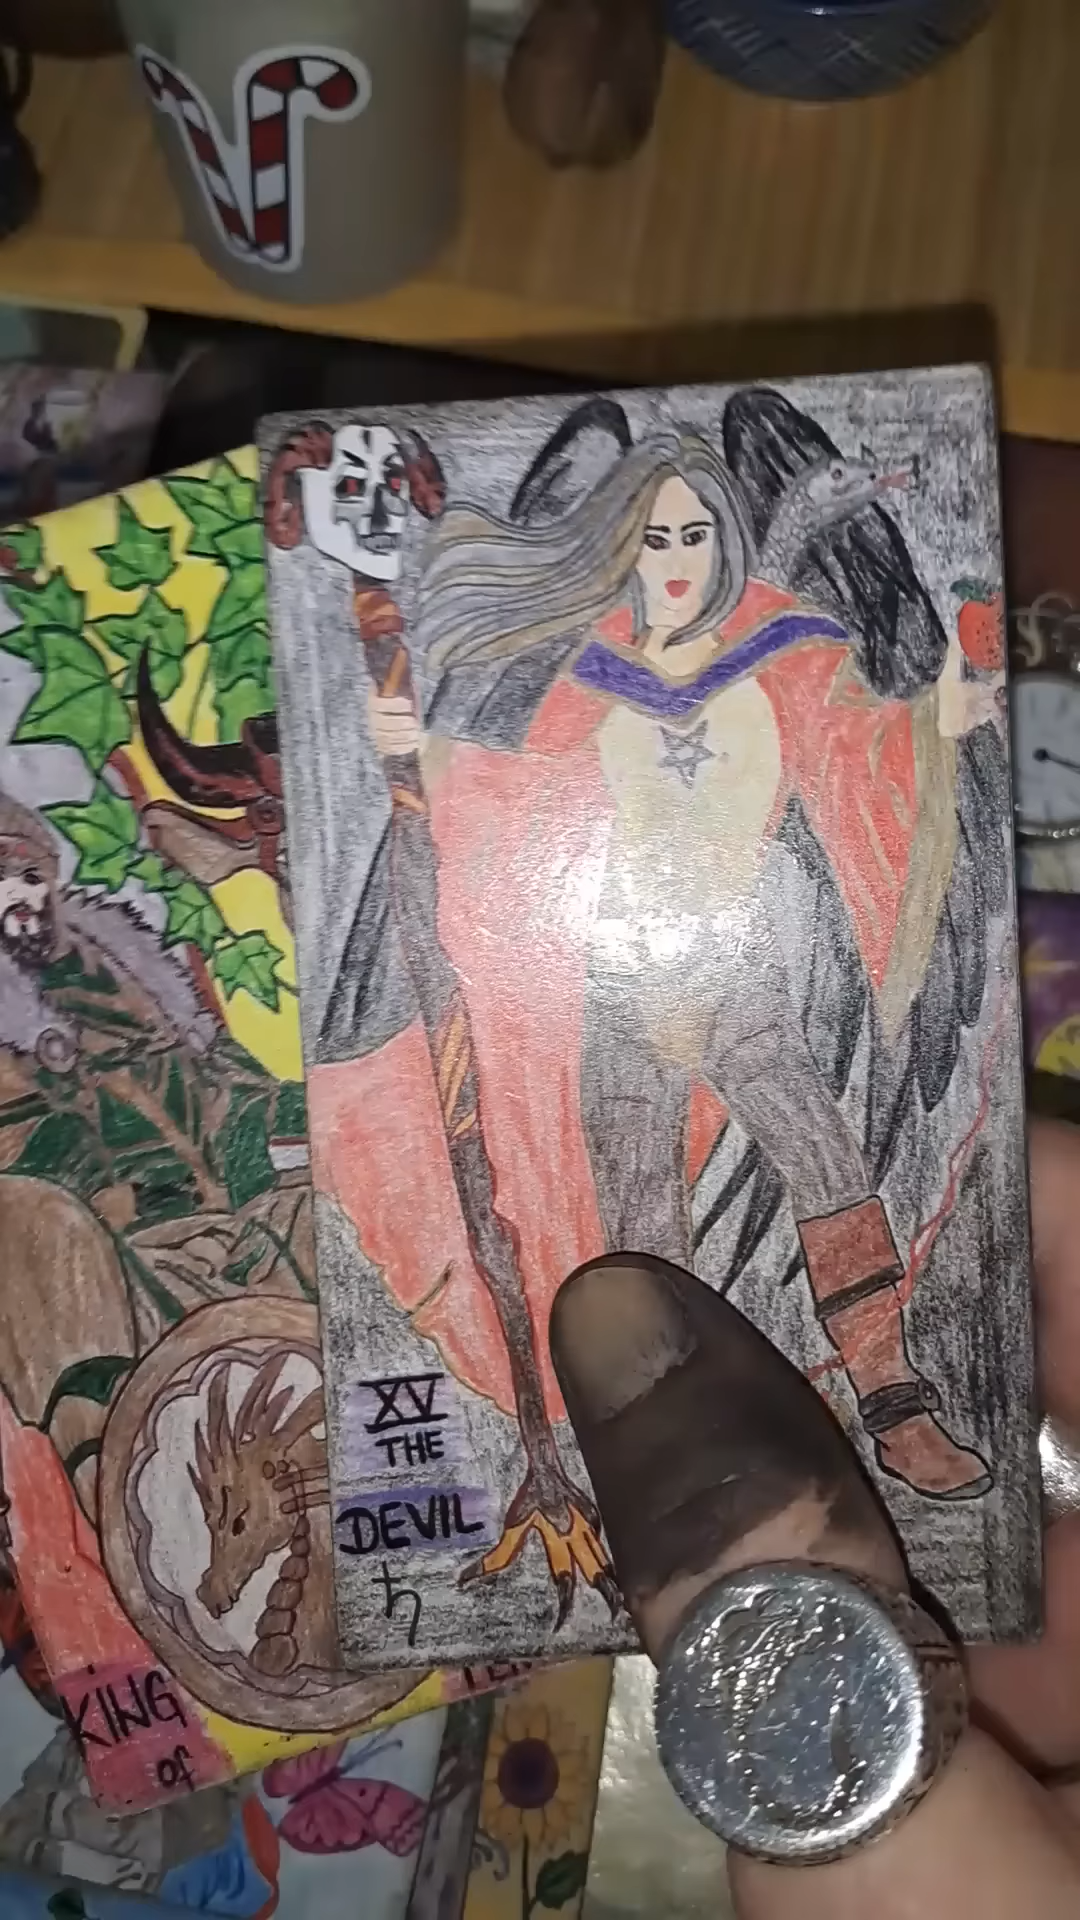 XV
THE
DEVIL
♄
KING
of